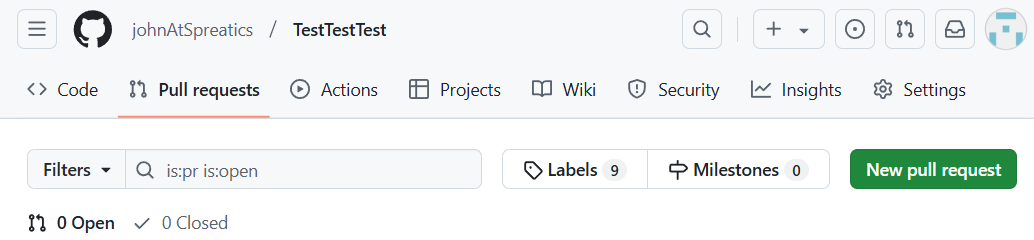 johnAtSpreatics / TestTestTest
Code Pull requests Actions Projects Wiki Security Insights Settings
Filters is:pr is:open Labels 9 Milestones 0 New pull request
0 Open 0 Closed